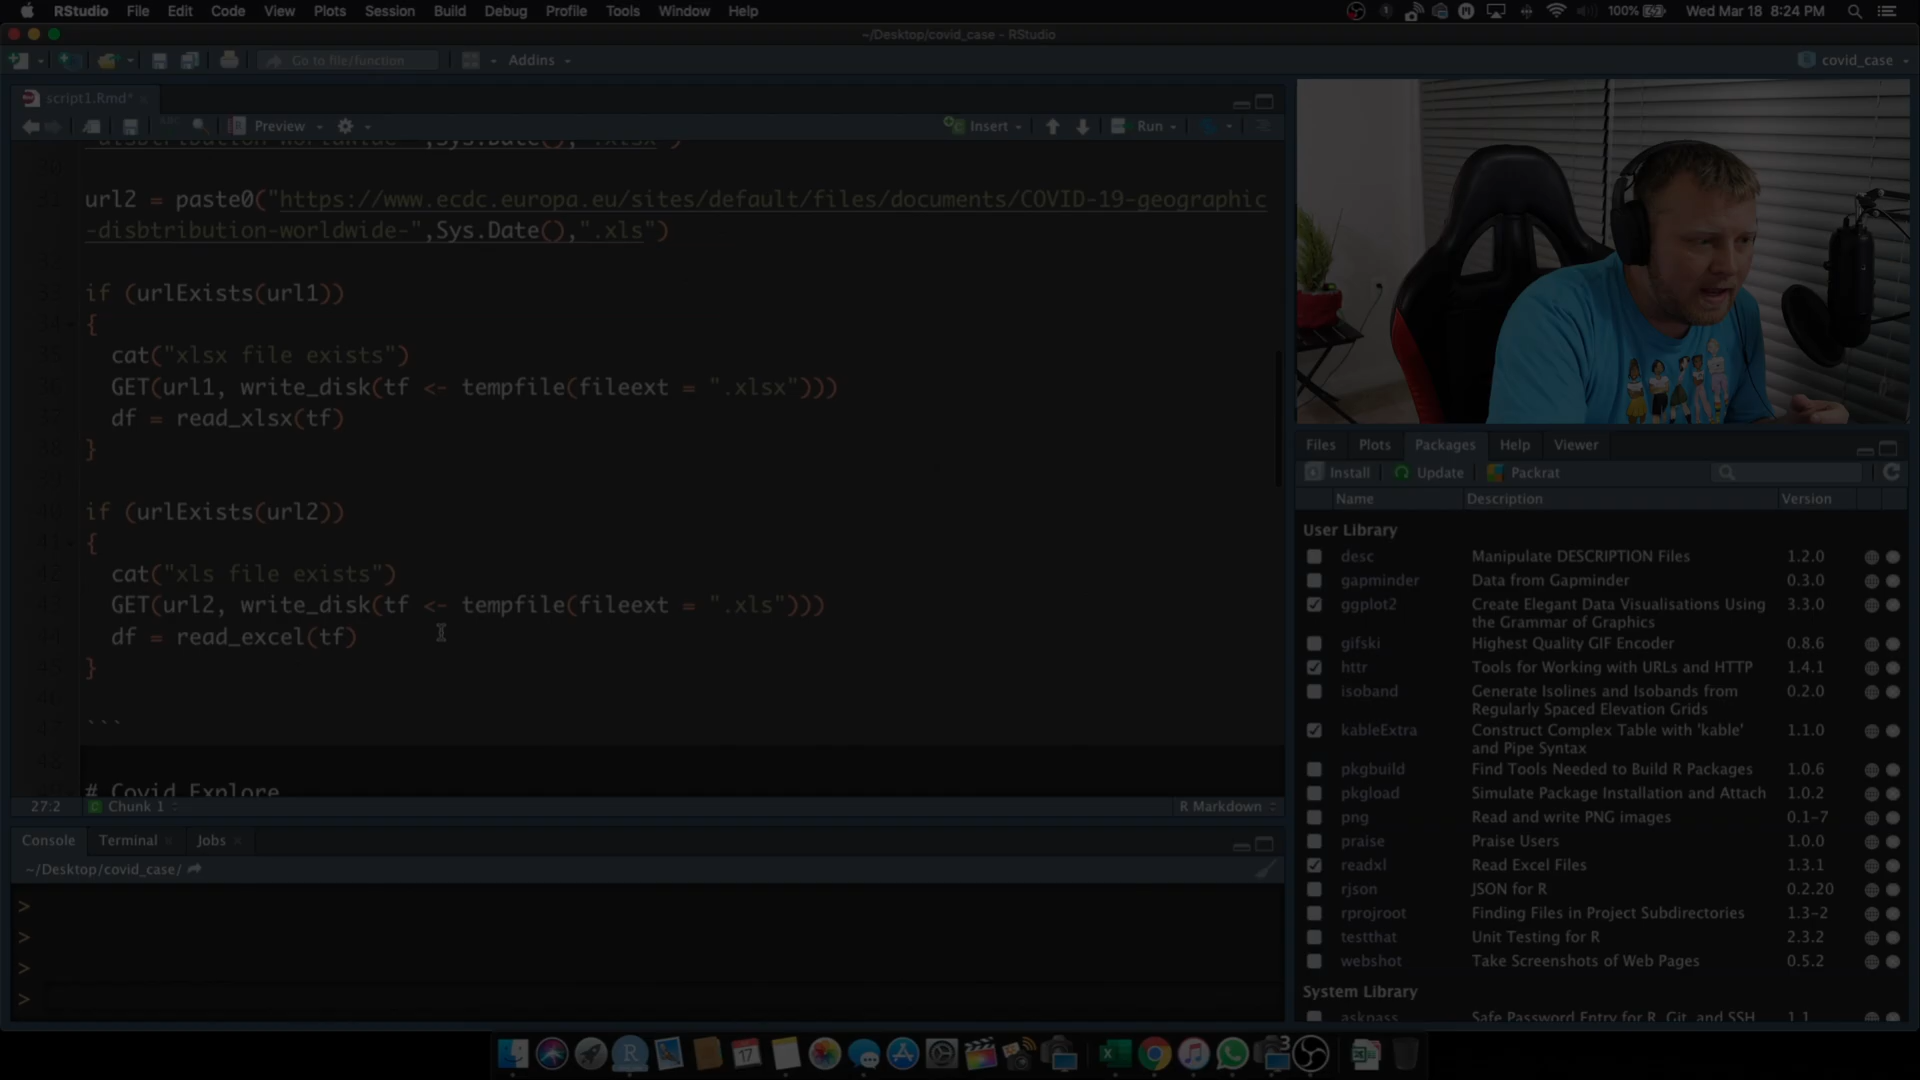 RStudio File Edit Code View Plots Session Build Debug Profile Tools Window Help
100% Wed Mar 18 8:24 PM
~/Desktop/covid_case - RStudio
Go to file/function Addins covid_case
script1.Rmd*
Preview Insert Run
-disbtribution-worldwide-",Sys.Date(),".xlsx")
url2 = paste0("https://www.ecdc.europa.eu/sites/default/files/documents/COVID-19-geographic
-disbtribution-worldwide-",Sys.Date(),".xls")
if (urlExists(url1))
{
cat("xlsx file exists")
GET(url1, write_disk(tf <- tempfile(fileext = ".xlsx")))
df = read_xlsx(tf)
}
if (urlExists(url2))
{
cat("xls file exists")
GET(url2, write_disk(tf <- tempfile(fileext = ".xls")))
df = read_excel(tf)
}
```
# Covid Explore
27:2 Chunk 1 R Markdown
Console Terminal Jobs
~/Desktop/covid_case/
>
>
>
>
Files Plots Packages Help Viewer
Install Update Packrat
Name Description Version
User Library
desc Manipulate DESCRIPTION Files 1.2.0
gapminder Data from Gapminder 0.3.0
ggplot2 Create Elegant Data Visualisations Using 3.3.0
the Grammar of Graphics
gifski Highest Quality GIF Encoder 0.8.6
httr Tools for Working with URLs and HTTP 1.4.1
isoband Generate Isolines and Isobands from 0.2.0
Regularly Spaced Elevation Grids
kableExtra Construct Complex Table with 'kable' 1.1.0
and Pipe Syntax
pkgbuild Find Tools Needed to Build R Packages 1.0.6
pkgload Simulate Package Installation and Attach 1.0.2
png Read and write PNG images 0.1-7
praise Praise Users 1.0.0
readxl Read Excel Files 1.3.1
rjson JSON for R 0.2.20
rprojroot Finding Files in Project Subdirectories 1.3-2
testthat Unit Testing for R 2.3.2
webshot Take Screenshots of Web Pages 0.5.2
System Library
askpass Safe Password Entry for R, Git, and SSH 1.1
17
3